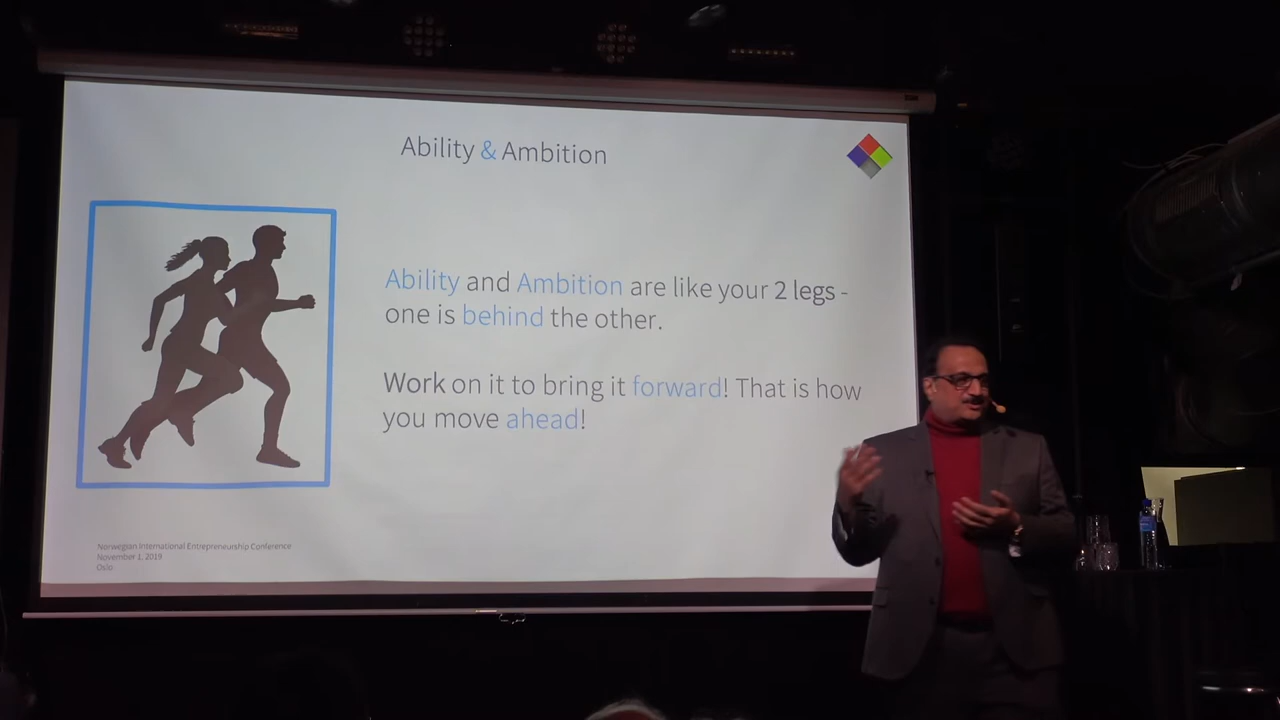 Ability & Ambition
Ability and Ambition are like your 2 legs -
one is behind the other.
Work on it to bring it forward! That is how
you move ahead!
Norwegian International Entrepreneurship Conference
November 1, 2019
Oslo